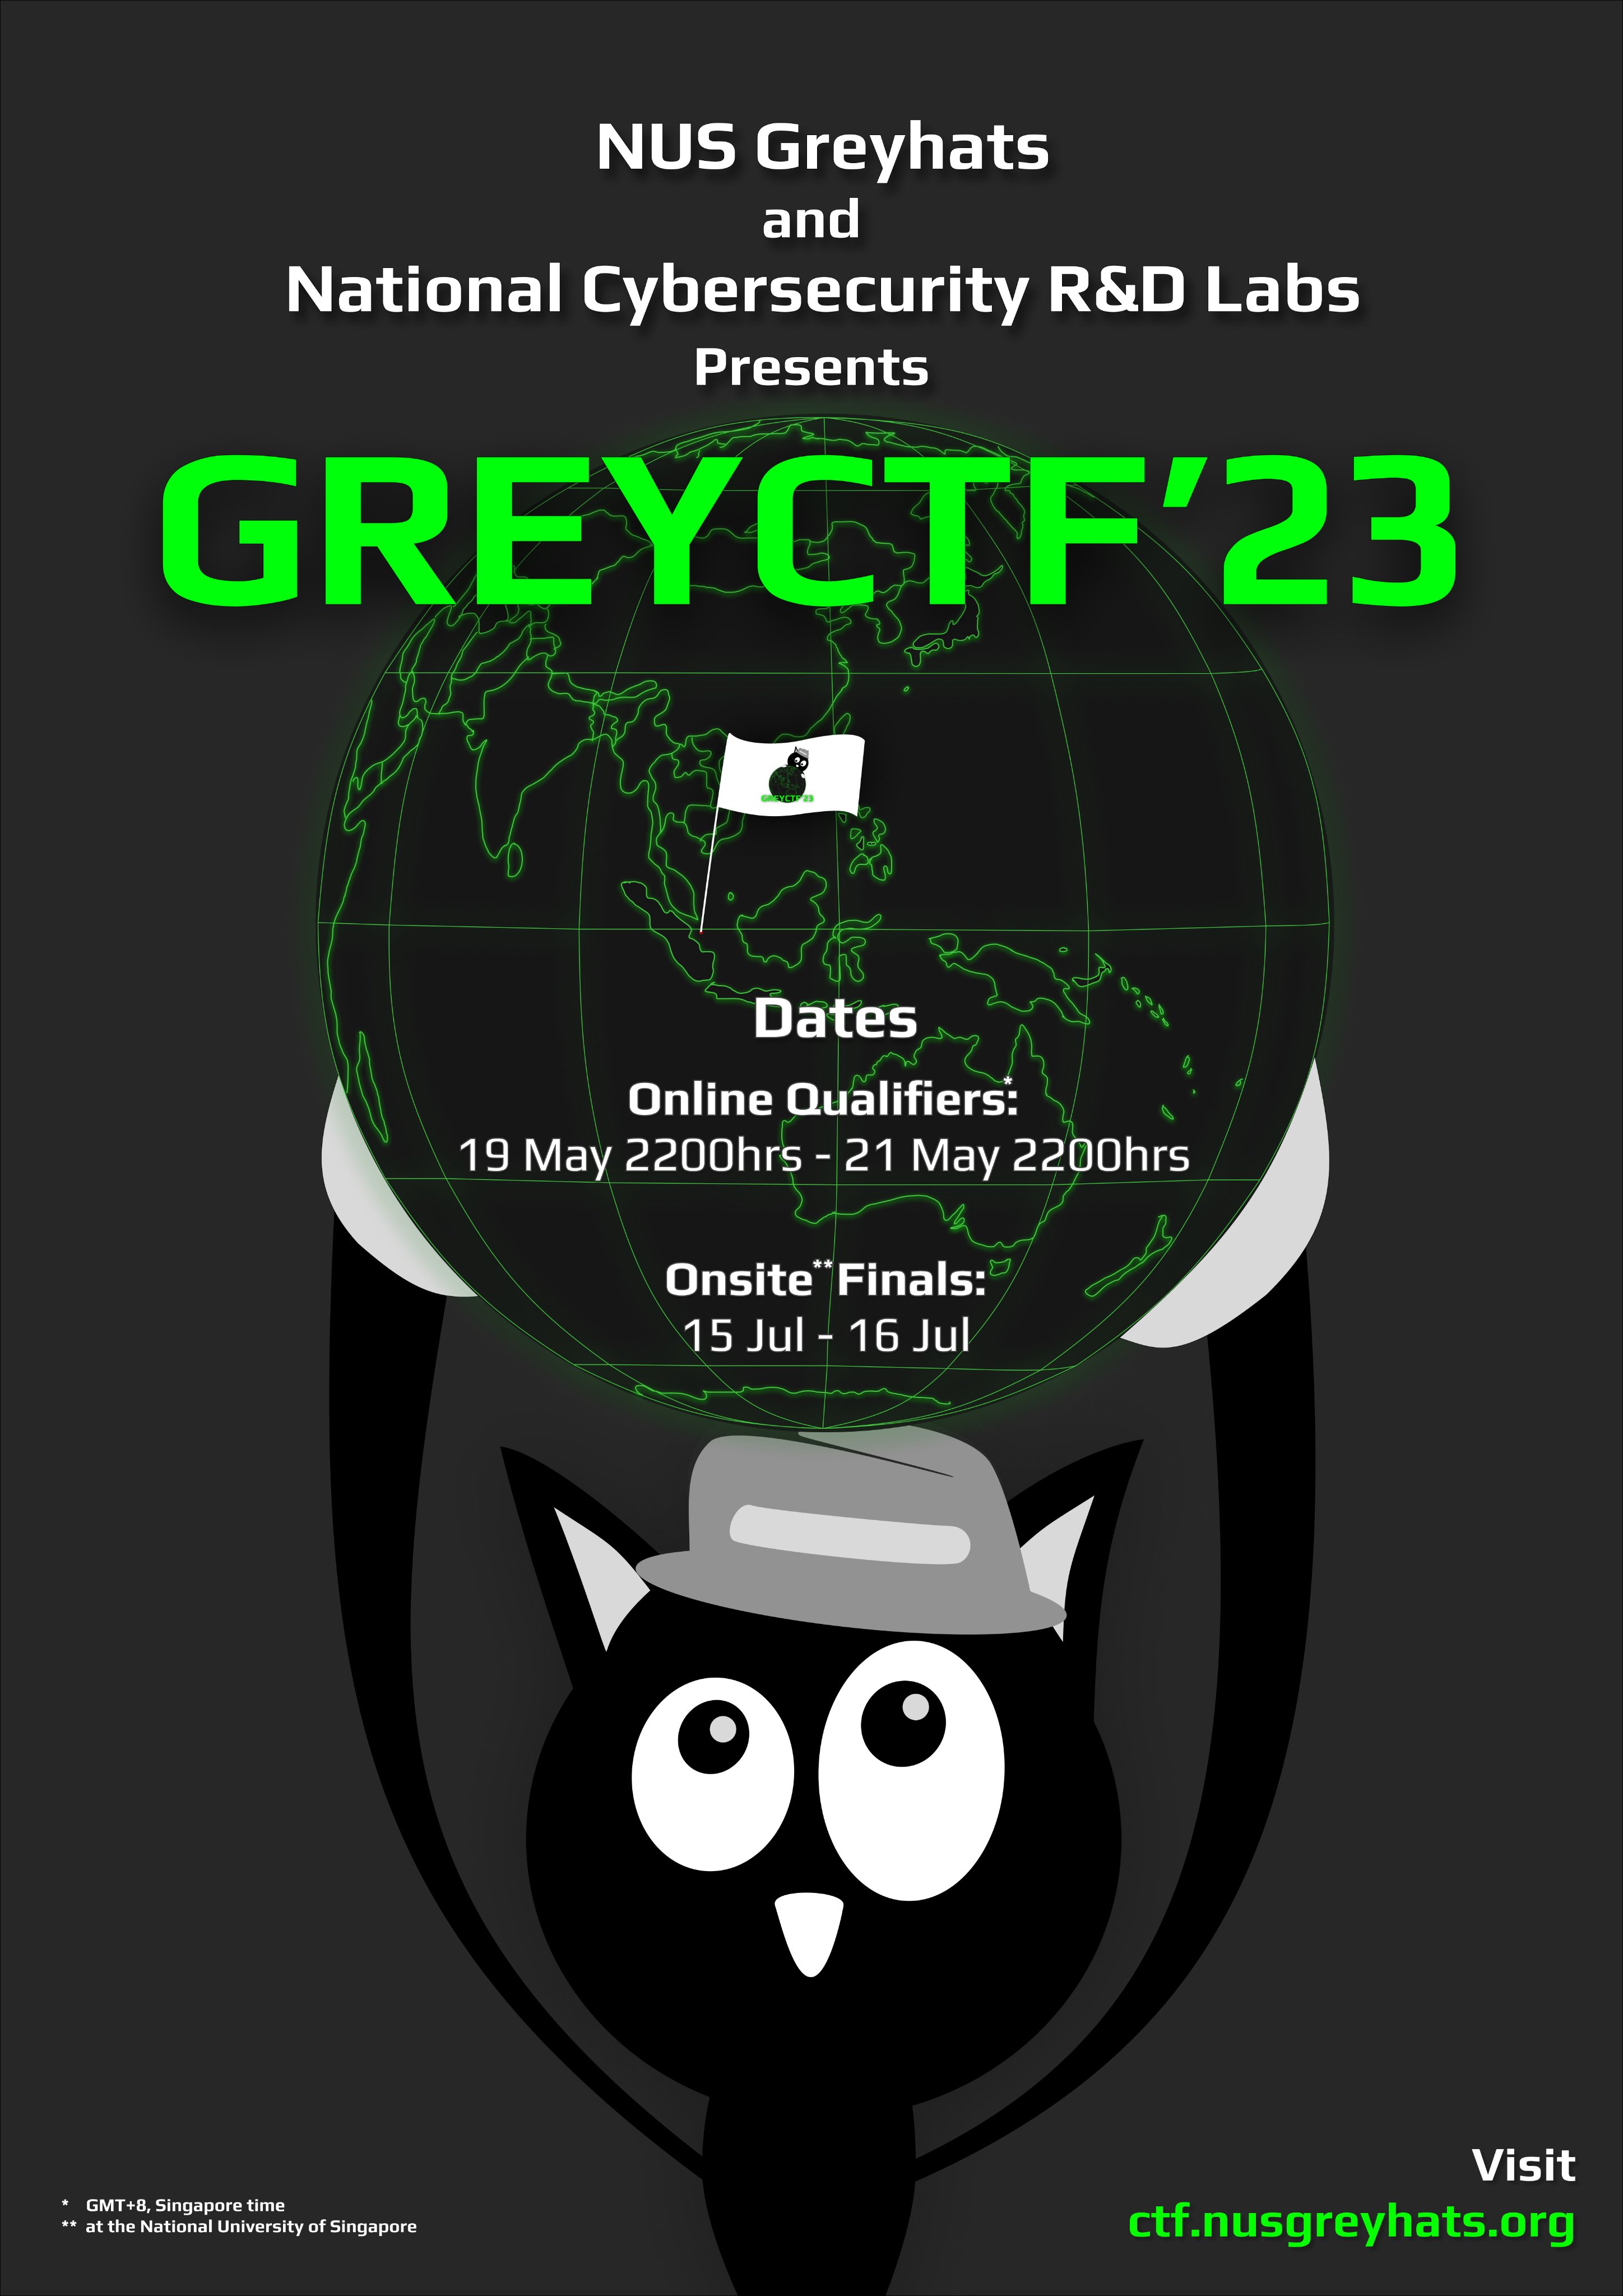 NUS Greyhats
and
National Cybersecurity R&D Labs
Presents
GREYCTF'23
GREYCTF'23
Dates
Online Qualifiers*:
19 May 2200hrs - 21 May 2200hrs
Onsite** Finals:
15 Jul - 16 Jul
* GMT+8, Singapore time
** at the National University of Singapore
Visit
ctf.nusgreyhats.org